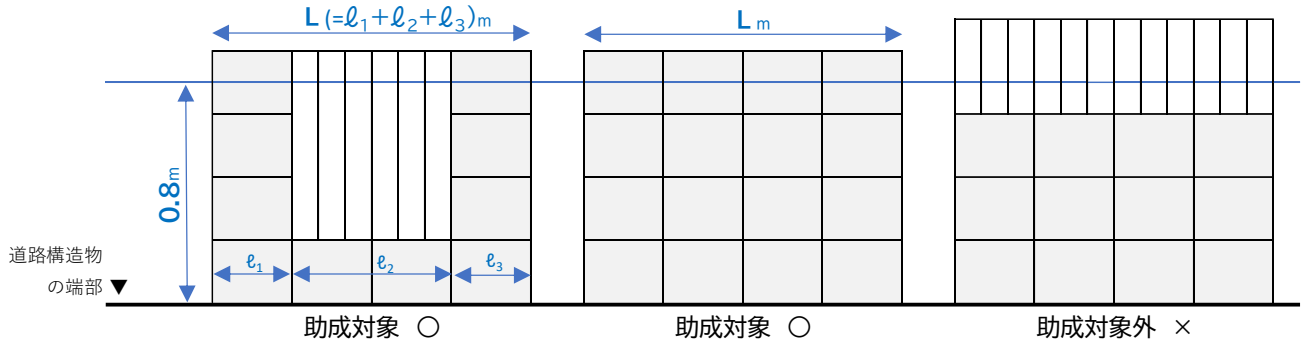 L (=ℓ₁+ℓ₂+ℓ₃)m
L m
0.8m
道路構造物
の端部 ▼
ℓ₁
ℓ₂
ℓ₃
助成対象 ○
助成対象 ○
助成対象外 ×